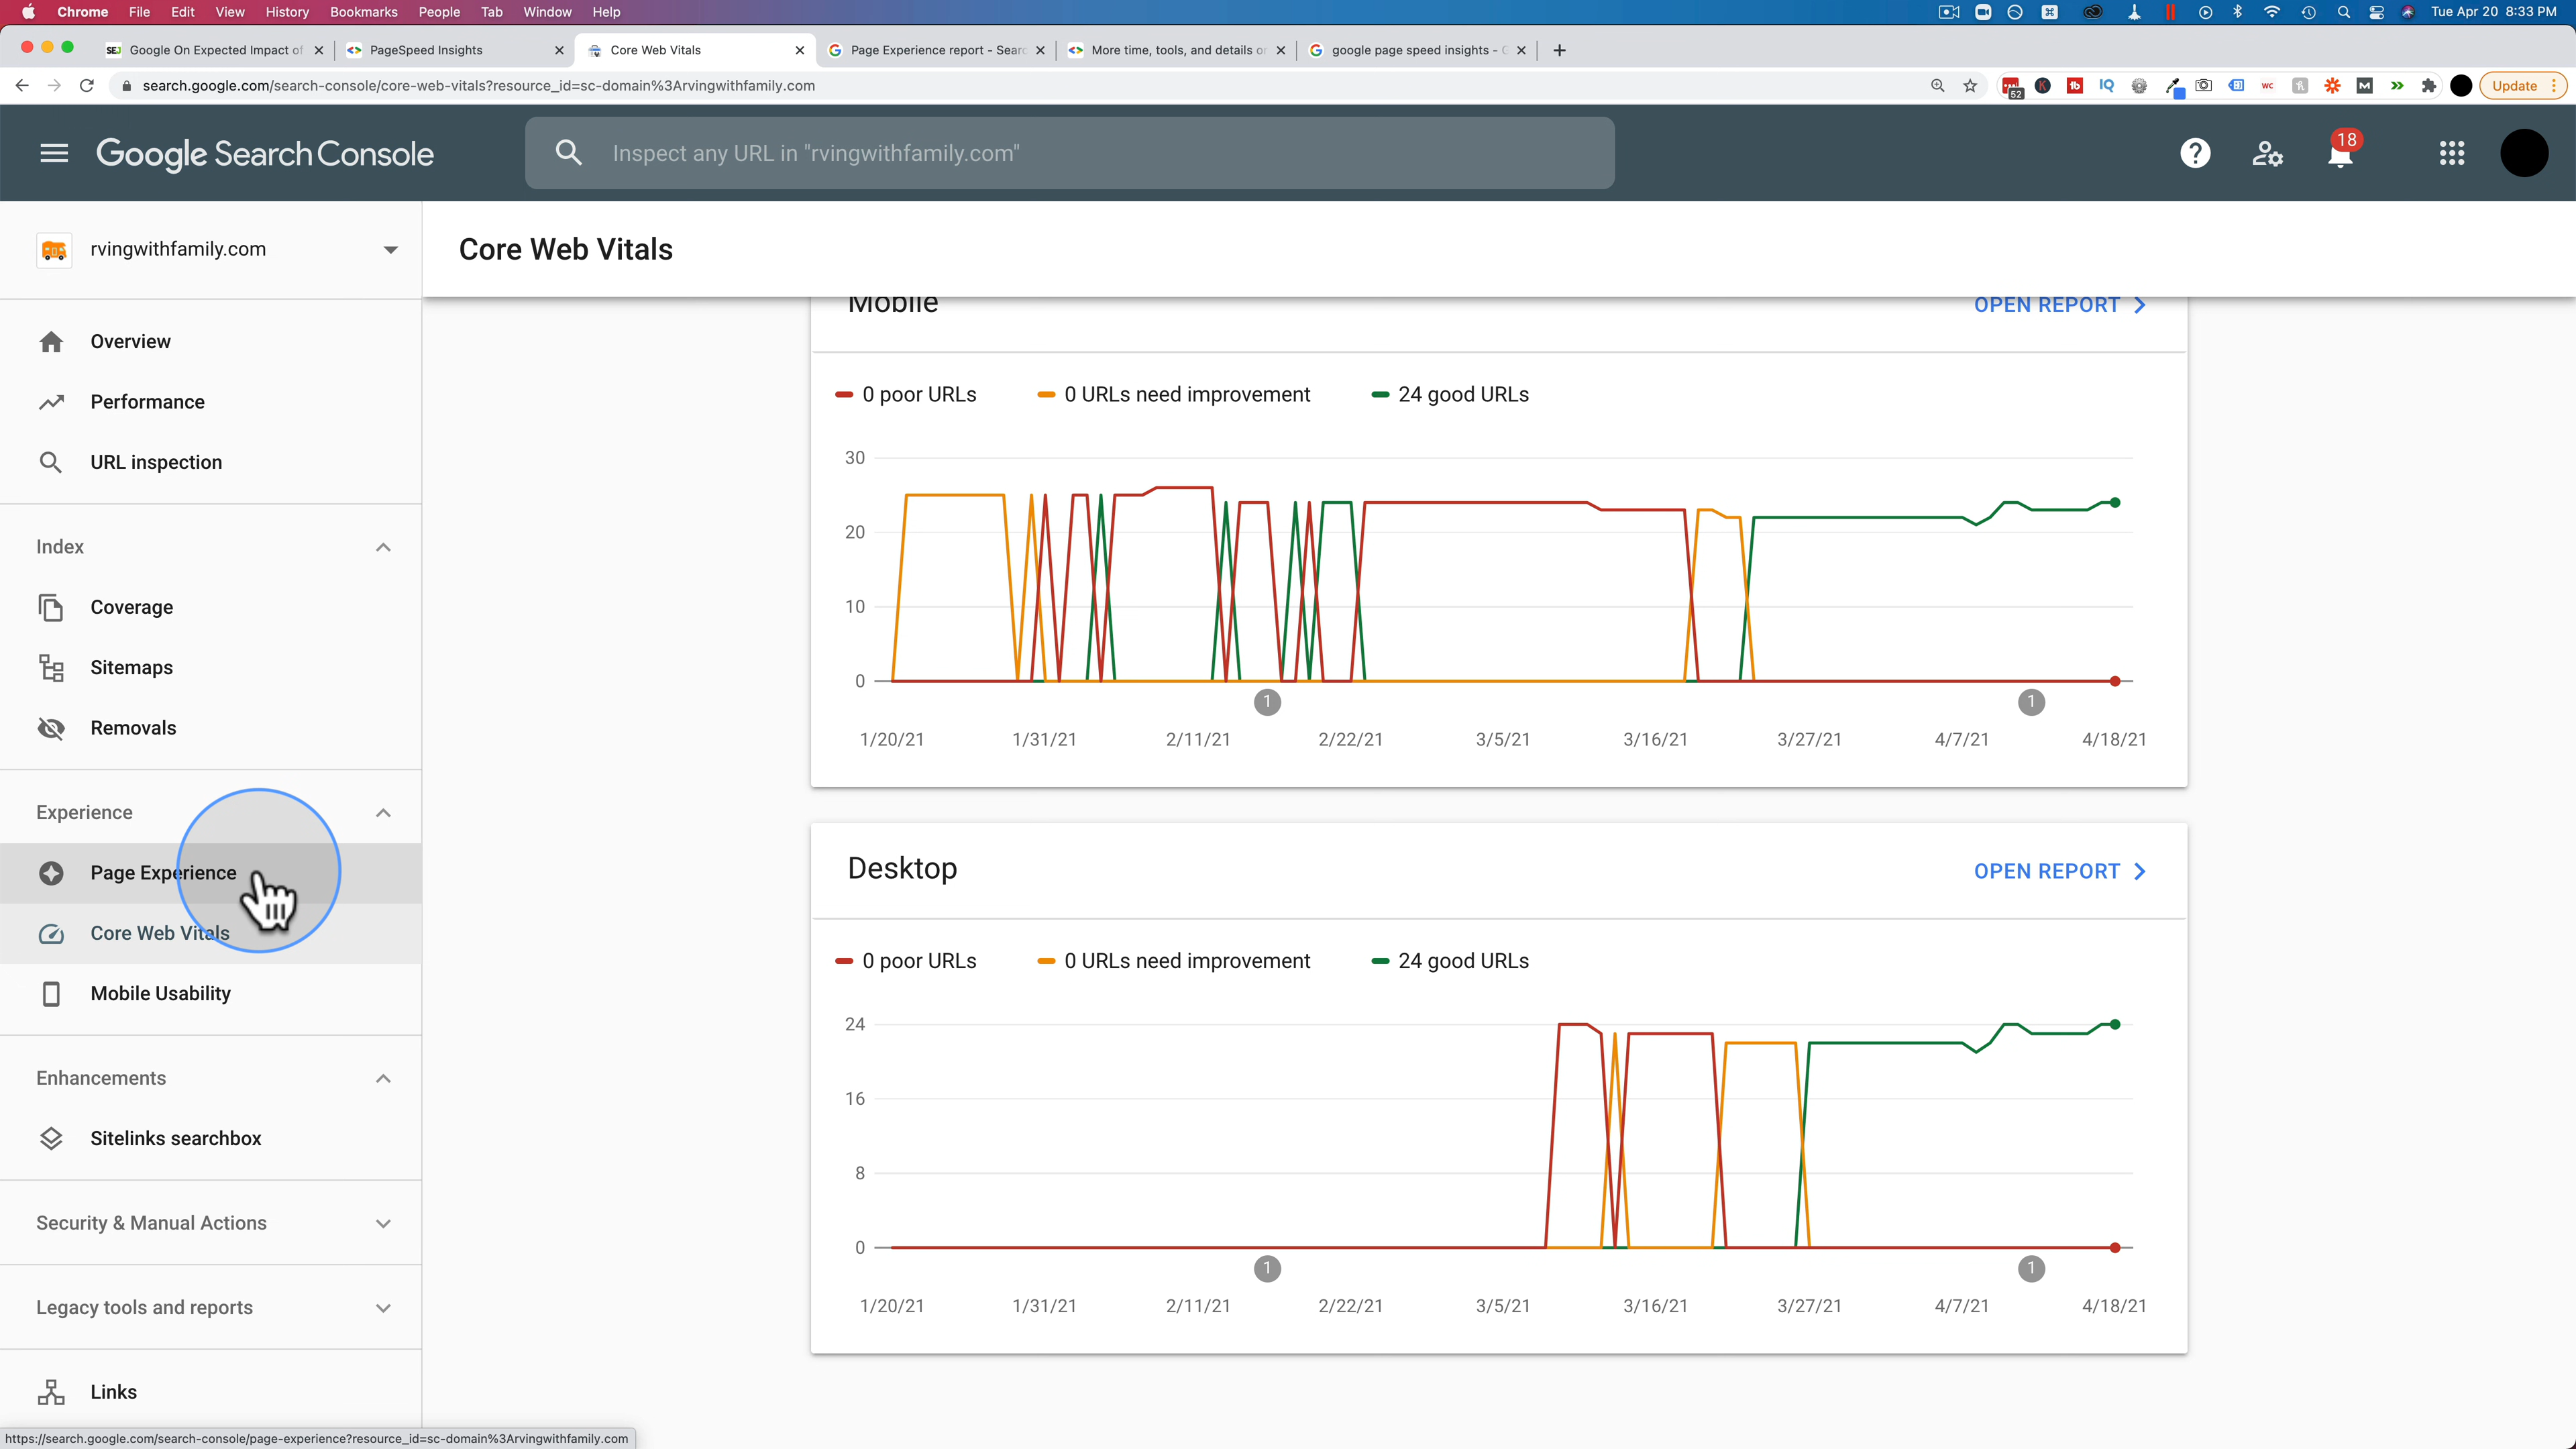 Chrome File Edit View History Bookmarks People Tab Window Help Tue Apr 20 8:33 PM
SEJ Google On Expected Impact of PageSpeed Insights Core Web Vitals Page Experience report - Searc More time, tools, and details or google page speed insights - G
search.google.com/search-console/core-web-vitals?resource_id=sc-domain%3Arvingwithfamily.com 52 K tb IQ WC M Update
Google Search Console Inspect any URL in "rvingwithfamily.com" 18
rvingwithfamily.com
Core Web Vitals
Overview
Performance
URL inspection
Index
Coverage
Sitemaps
Removals
Experience
Page Experience
Core Web Vitals
Mobile Usability
Enhancements
Sitelinks searchbox
Security & Manual Actions
Legacy tools and reports
Links
Mobile OPEN REPORT
0 poor URLs 0 URLs need improvement 24 good URLs
30
20
10
0
1 1
1/20/21 1/31/21 2/11/21 2/22/21 3/5/21 3/16/21 3/27/21 4/7/21 4/18/21
Desktop OPEN REPORT
0 poor URLs 0 URLs need improvement 24 good URLs
24
16
8
0
1 1
1/20/21 1/31/21 2/11/21 2/22/21 3/5/21 3/16/21 3/27/21 4/7/21 4/18/21
https://search.google.com/search-console/page-experience?resource_id=sc-domain%3Arvingwithfamily.com